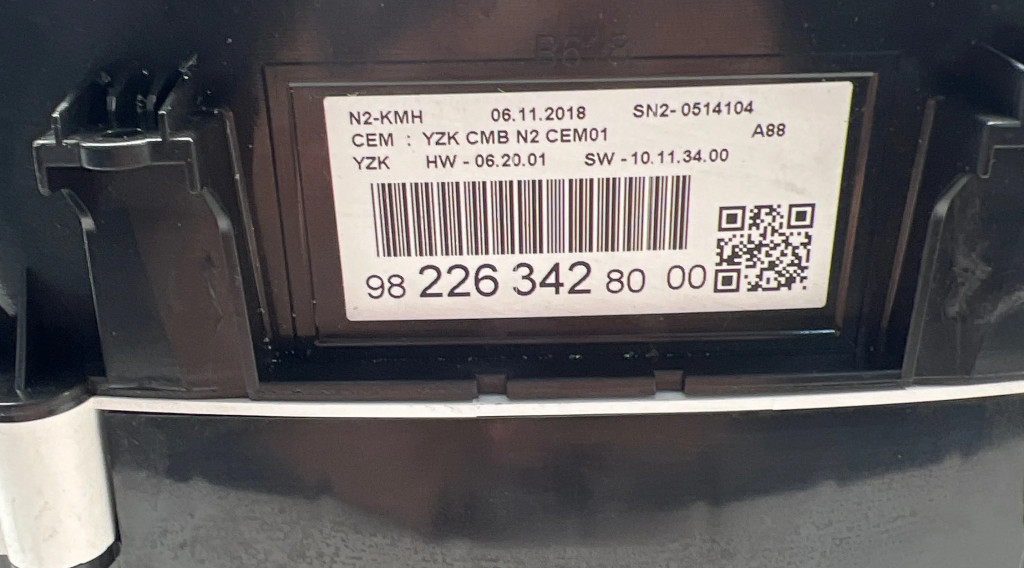 N2-KMH 06.11.2018 SN2- 0514104
CEM : YZK CMB N2 CEM01 A88
YZK HW - 06.20.01 SW - 10.11.34.00
98 226 342 80 00